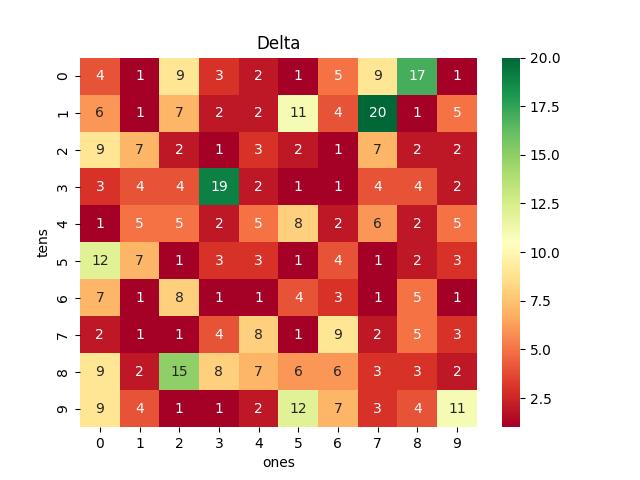 Delta
0 4 1 9 3 2 1 5 9 17 1
1 6 1 7 2 2 11 4 20 1 5
2 9 7 2 1 3 2 1 7 2 2
3 3 4 4 19 2 1 1 4 4 2
4 1 5 5 2 5 8 2 6 2 5
5 12 7 1 3 3 1 4 1 2 3
6 7 1 8 1 1 4 3 1 5 1
7 2 1 1 4 8 1 9 2 5 3
8 9 2 15 8 7 6 6 3 3 2
9 9 4 1 1 2 12 7 3 4 11
0 1 2 3 4 5 6 7 8 9
ones
tens
20.0
17.5
15.0
12.5
10.0
7.5
5.0
2.5